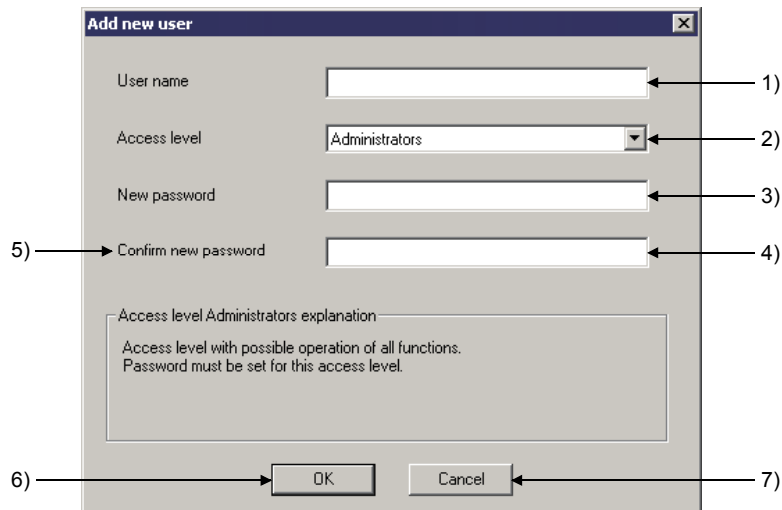 Add new user
User name
1)
Access level
Administrators
2)
New password
3)
5)
Confirm new password
4)
Access level Administrators explanation
Access level with possible operation of all functions.
Password must be set for this access level.
6)
OK
Cancel
7)